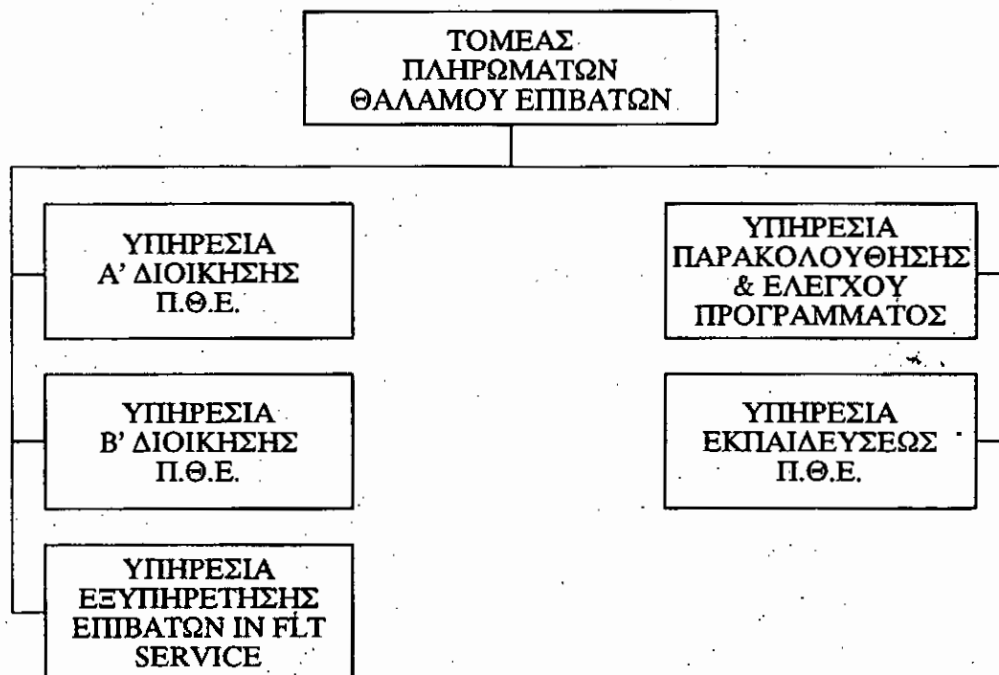 ΤΟΜΕΑΣ
ΠΛΗΡΩΜΑΤΩΝ
ΘΑΛΑΜΟΥ ΕΠΙΒΑΤΩΝ
ΥΠΗΡΕΣΙΑ
Α' ΔΙΟΙΚΗΣΗΣ
Π.Θ.Ε.
ΥΠΗΡΕΣΙΑ
ΠΑΡΑΚΟΛΟΥΘΗΣΗΣ
& ΕΛΕΓΧΟΥ
ΠΡΟΓΡΑΜΜΑΤΟΣ
ΥΠΗΡΕΣΙΑ
Β' ΔΙΟΙΚΗΣΗΣ
Π.Θ.Ε.
ΥΠΗΡΕΣΙΑ
ΕΚΠΑΙΔΕΥΣΕΩΣ
Π.Θ.Ε.
ΥΠΗΡΕΣΙΑ
ΕΞΥΠΗΡΕΤΗΣΗΣ
ΕΠΙΒΑΤΩΝ IN FLT
SERVICE